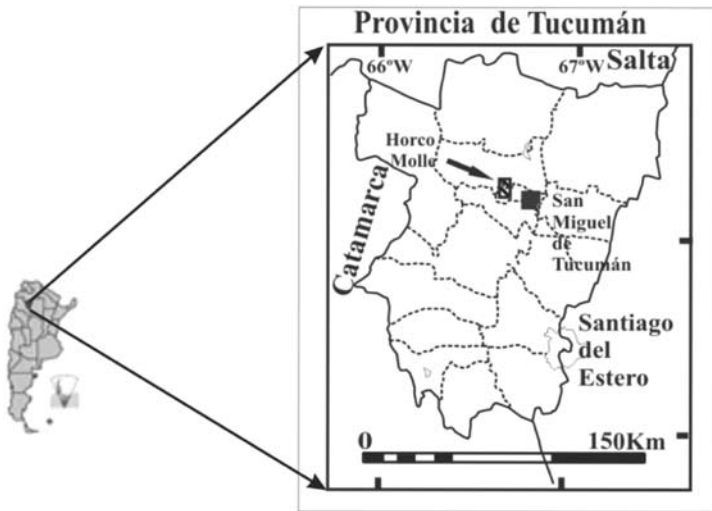 Provincia de Tucumán
66ºW
67ºW
Salta
Horco
Molle
Catamarca
San
Miguel
de
Tucumán
Santiago
del
Estero
0
150Km